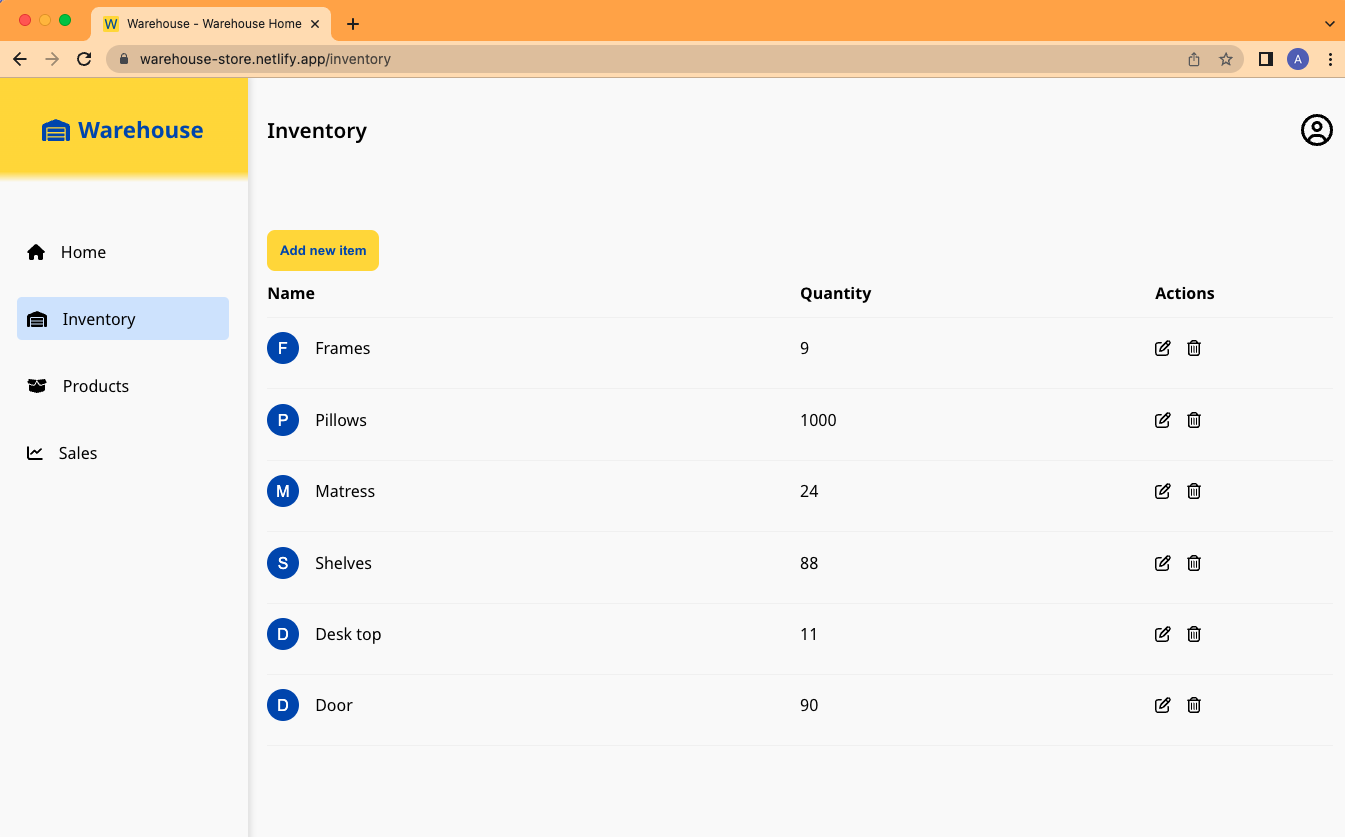 W Warehouse - Warehouse Home
warehouse-store.netlify.app/inventory
A
Warehouse
Inventory
Home
Inventory
Products
Sales
Add new item
Name Quantity Actions
F Frames 9
P Pillows 1000
M Matress 24
S Shelves 88
D Desk top 11
D Door 90